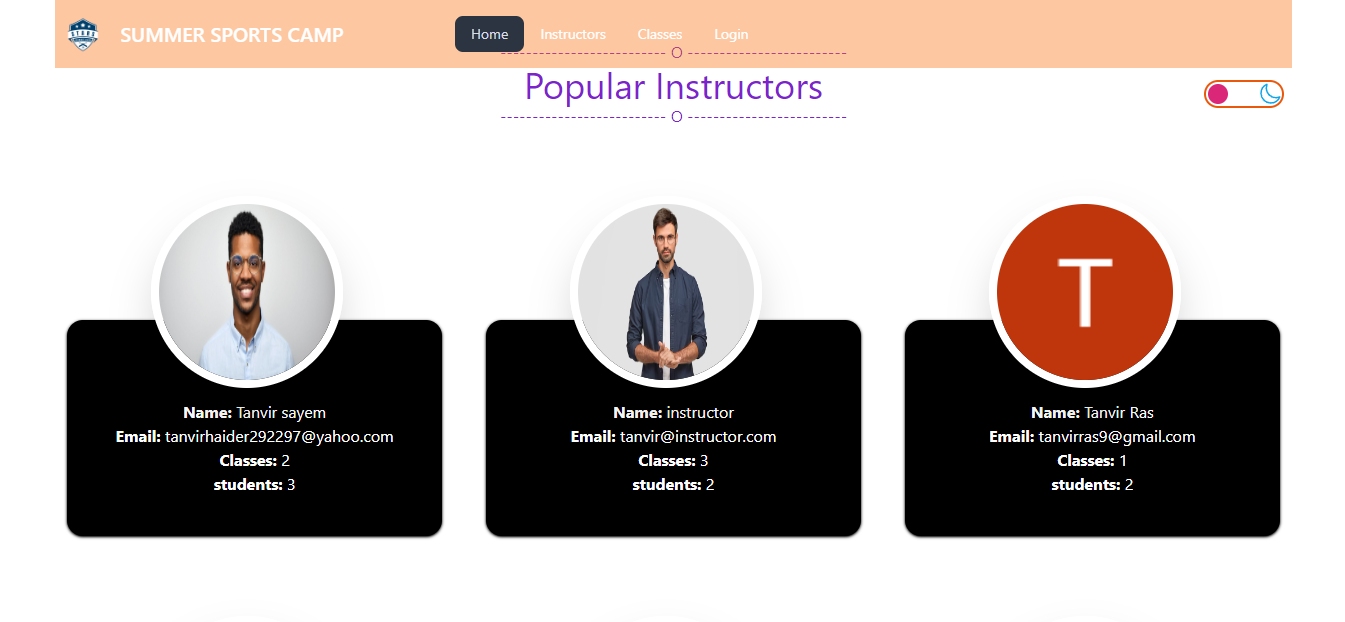 SUMMER SPORTS CAMP
Home Instructors Classes Login
Popular Instructors
T
Name: Tanvir sayem
Email: tanvirhaider292297@yahoo.com
Classes: 2
students: 3
Name: instructor
Email: tanvir@instructor.com
Classes: 3
students: 2
Name: Tanvir Ras
Email: tanvirras9@gmail.com
Classes: 1
students: 2